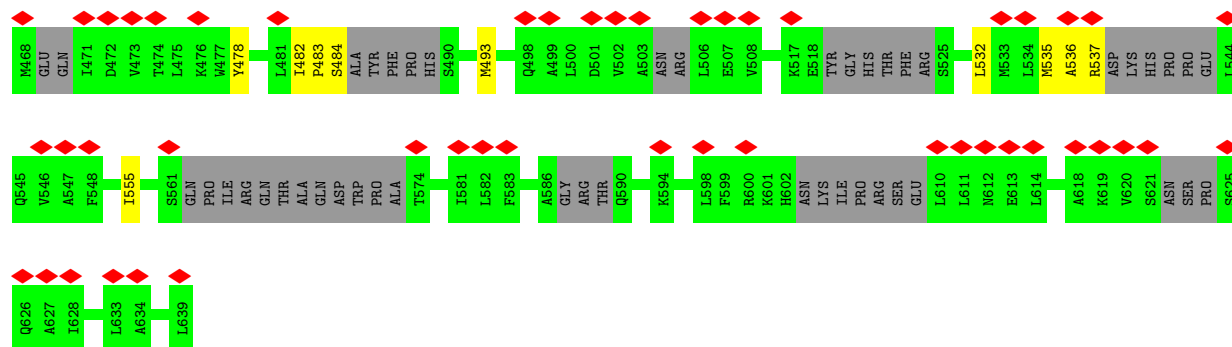 M468 GLU GLN I471 D472 V473 T474 L475 K476 W477 Y478 L481 I482 P483 S484 ALA TYR PHE PRO HIS S490 M493 Q498 A499 L500 D501 V502 A503 ASN ARG L506 E507 V508 K517 E518 TYR GLY HIS THR PHE ARG S525 L532 M533 L534 M535 A536 R537 ASP LYS HIS PRO PRO GLU L544
Q545 V546 A547 F548 I555 S561 GLN PRO ILE ARG GLN THR ALA GLN ASP TRP PRO ALA T574 I581 L582 F583 A586 GLY ARG THR Q590 K594 L598 F599 R600 K601 H602 ASN LYS ILE PRO ARG SER GLU L610 L611 N612 E613 L614 A618 K619 V620 S621 ASN SER PRO S625
Q626 A627 I628 L633 A634 L639